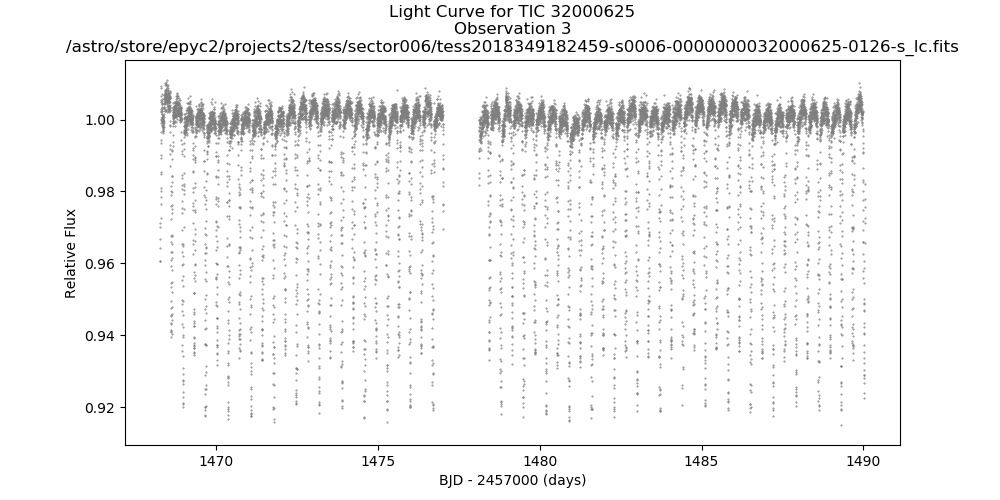 Light Curve for TIC 32000625
Observation 3
/astro/store/epyc2/projects2/tess/sector006/tess2018349182459-s0006-0000000032000625-0126-s_lc.fits
1.00
0.98
0.96
0.94
0.92
Relative Flux
1470
1475
1480
1485
1490
BJD - 2457000 (days)